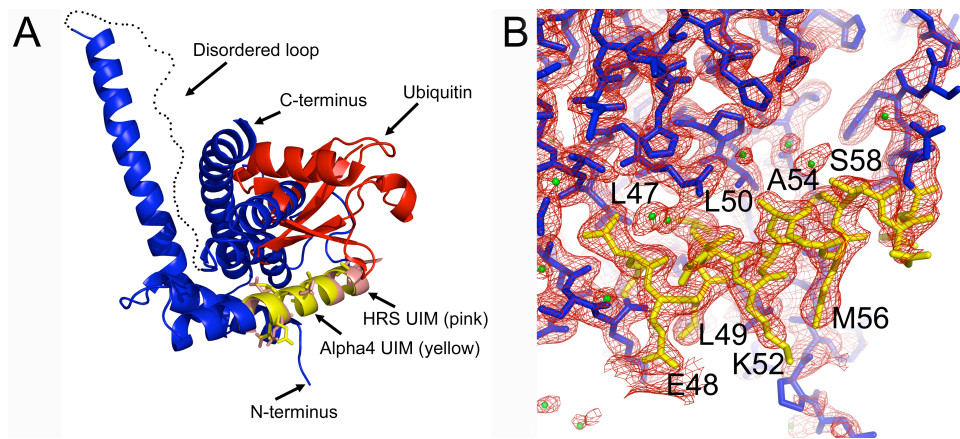 A
Disordered loop
C-terminus
Ubiquitin
HRS UIM (pink)
Alpha4 UIM (yellow)
N-terminus
B
S58
A54
L47
L50
M56
L49
K52
E48